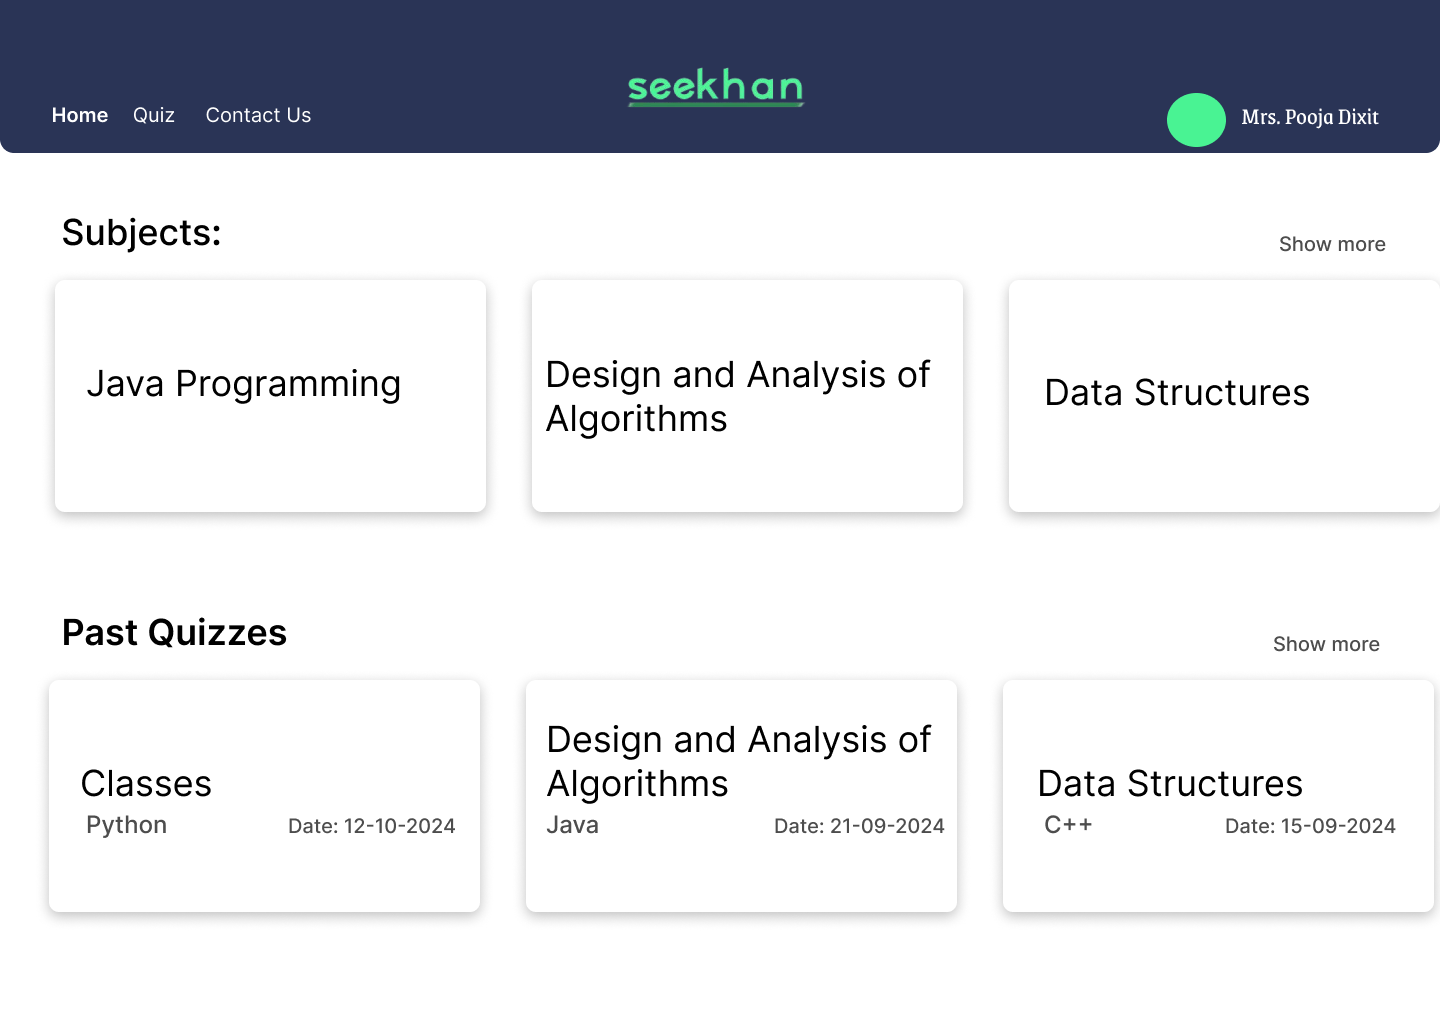 seekhan
Home Quiz Contact Us
Mrs. Pooja Dixit
Subjects:
Show more
Java Programming
Design and Analysis of
Algorithms
Data Structures
Past Quizzes
Show more
Classes
Python Date: 12-10-2024
Design and Analysis of
Algorithms
Java Date: 21-09-2024
Data Structures
C++ Date: 15-09-2024